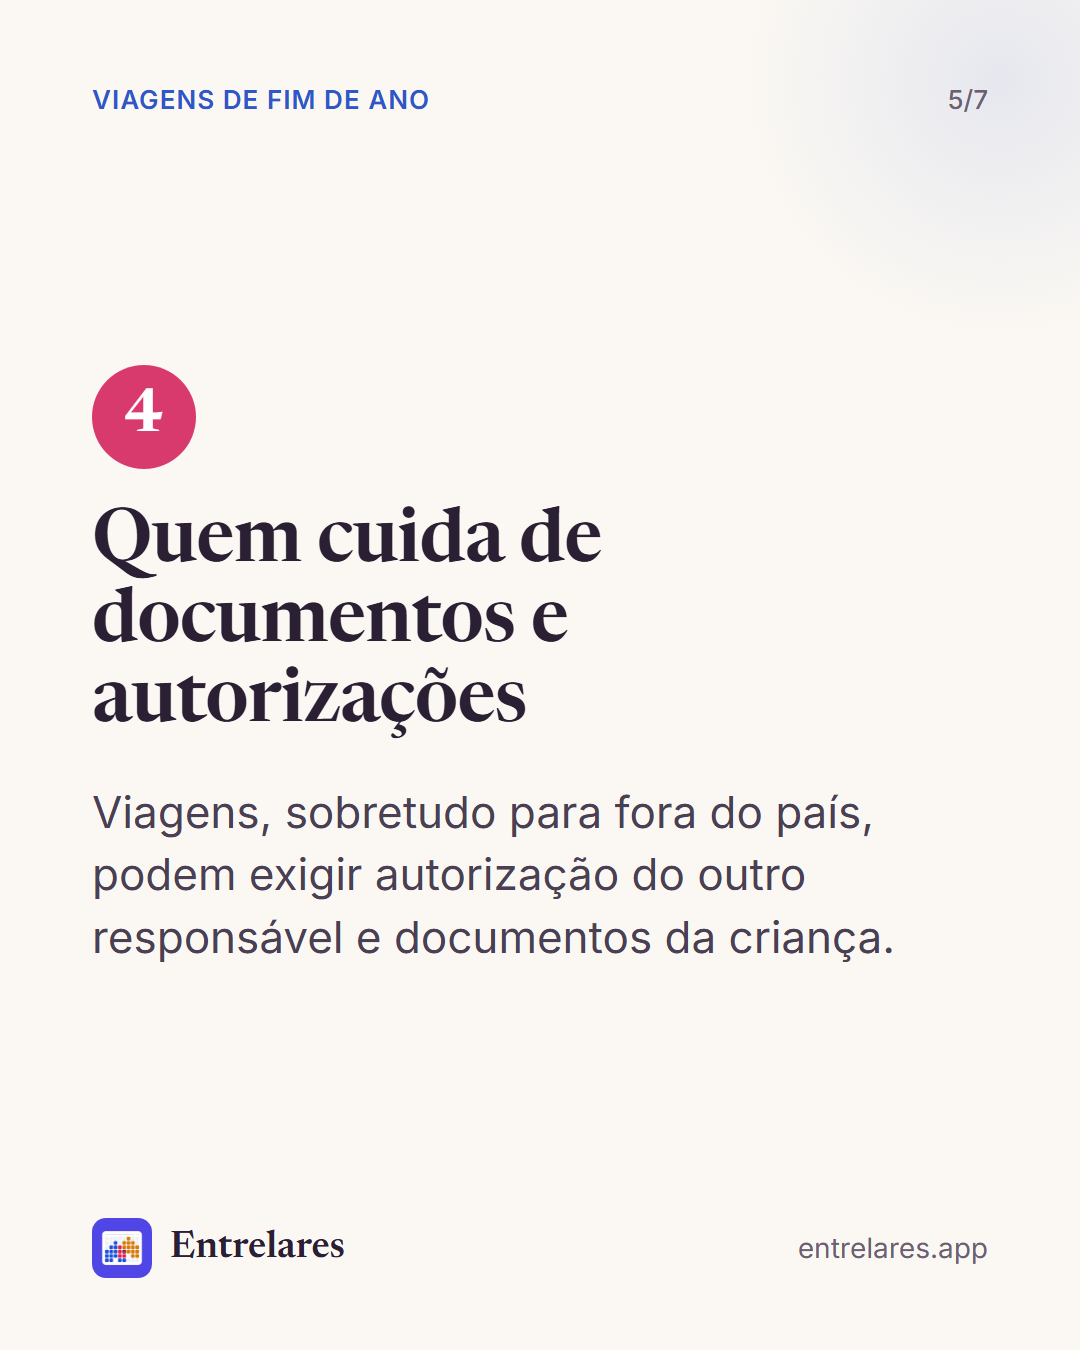 VIAGENS DE FIM DE ANO
5/7
4
Quem cuida de
documentos e
autorizações
Viagens, sobretudo para fora do país,
podem exigir autorização do outro
responsável e documentos da criança.
Entrelares
entrelares.app